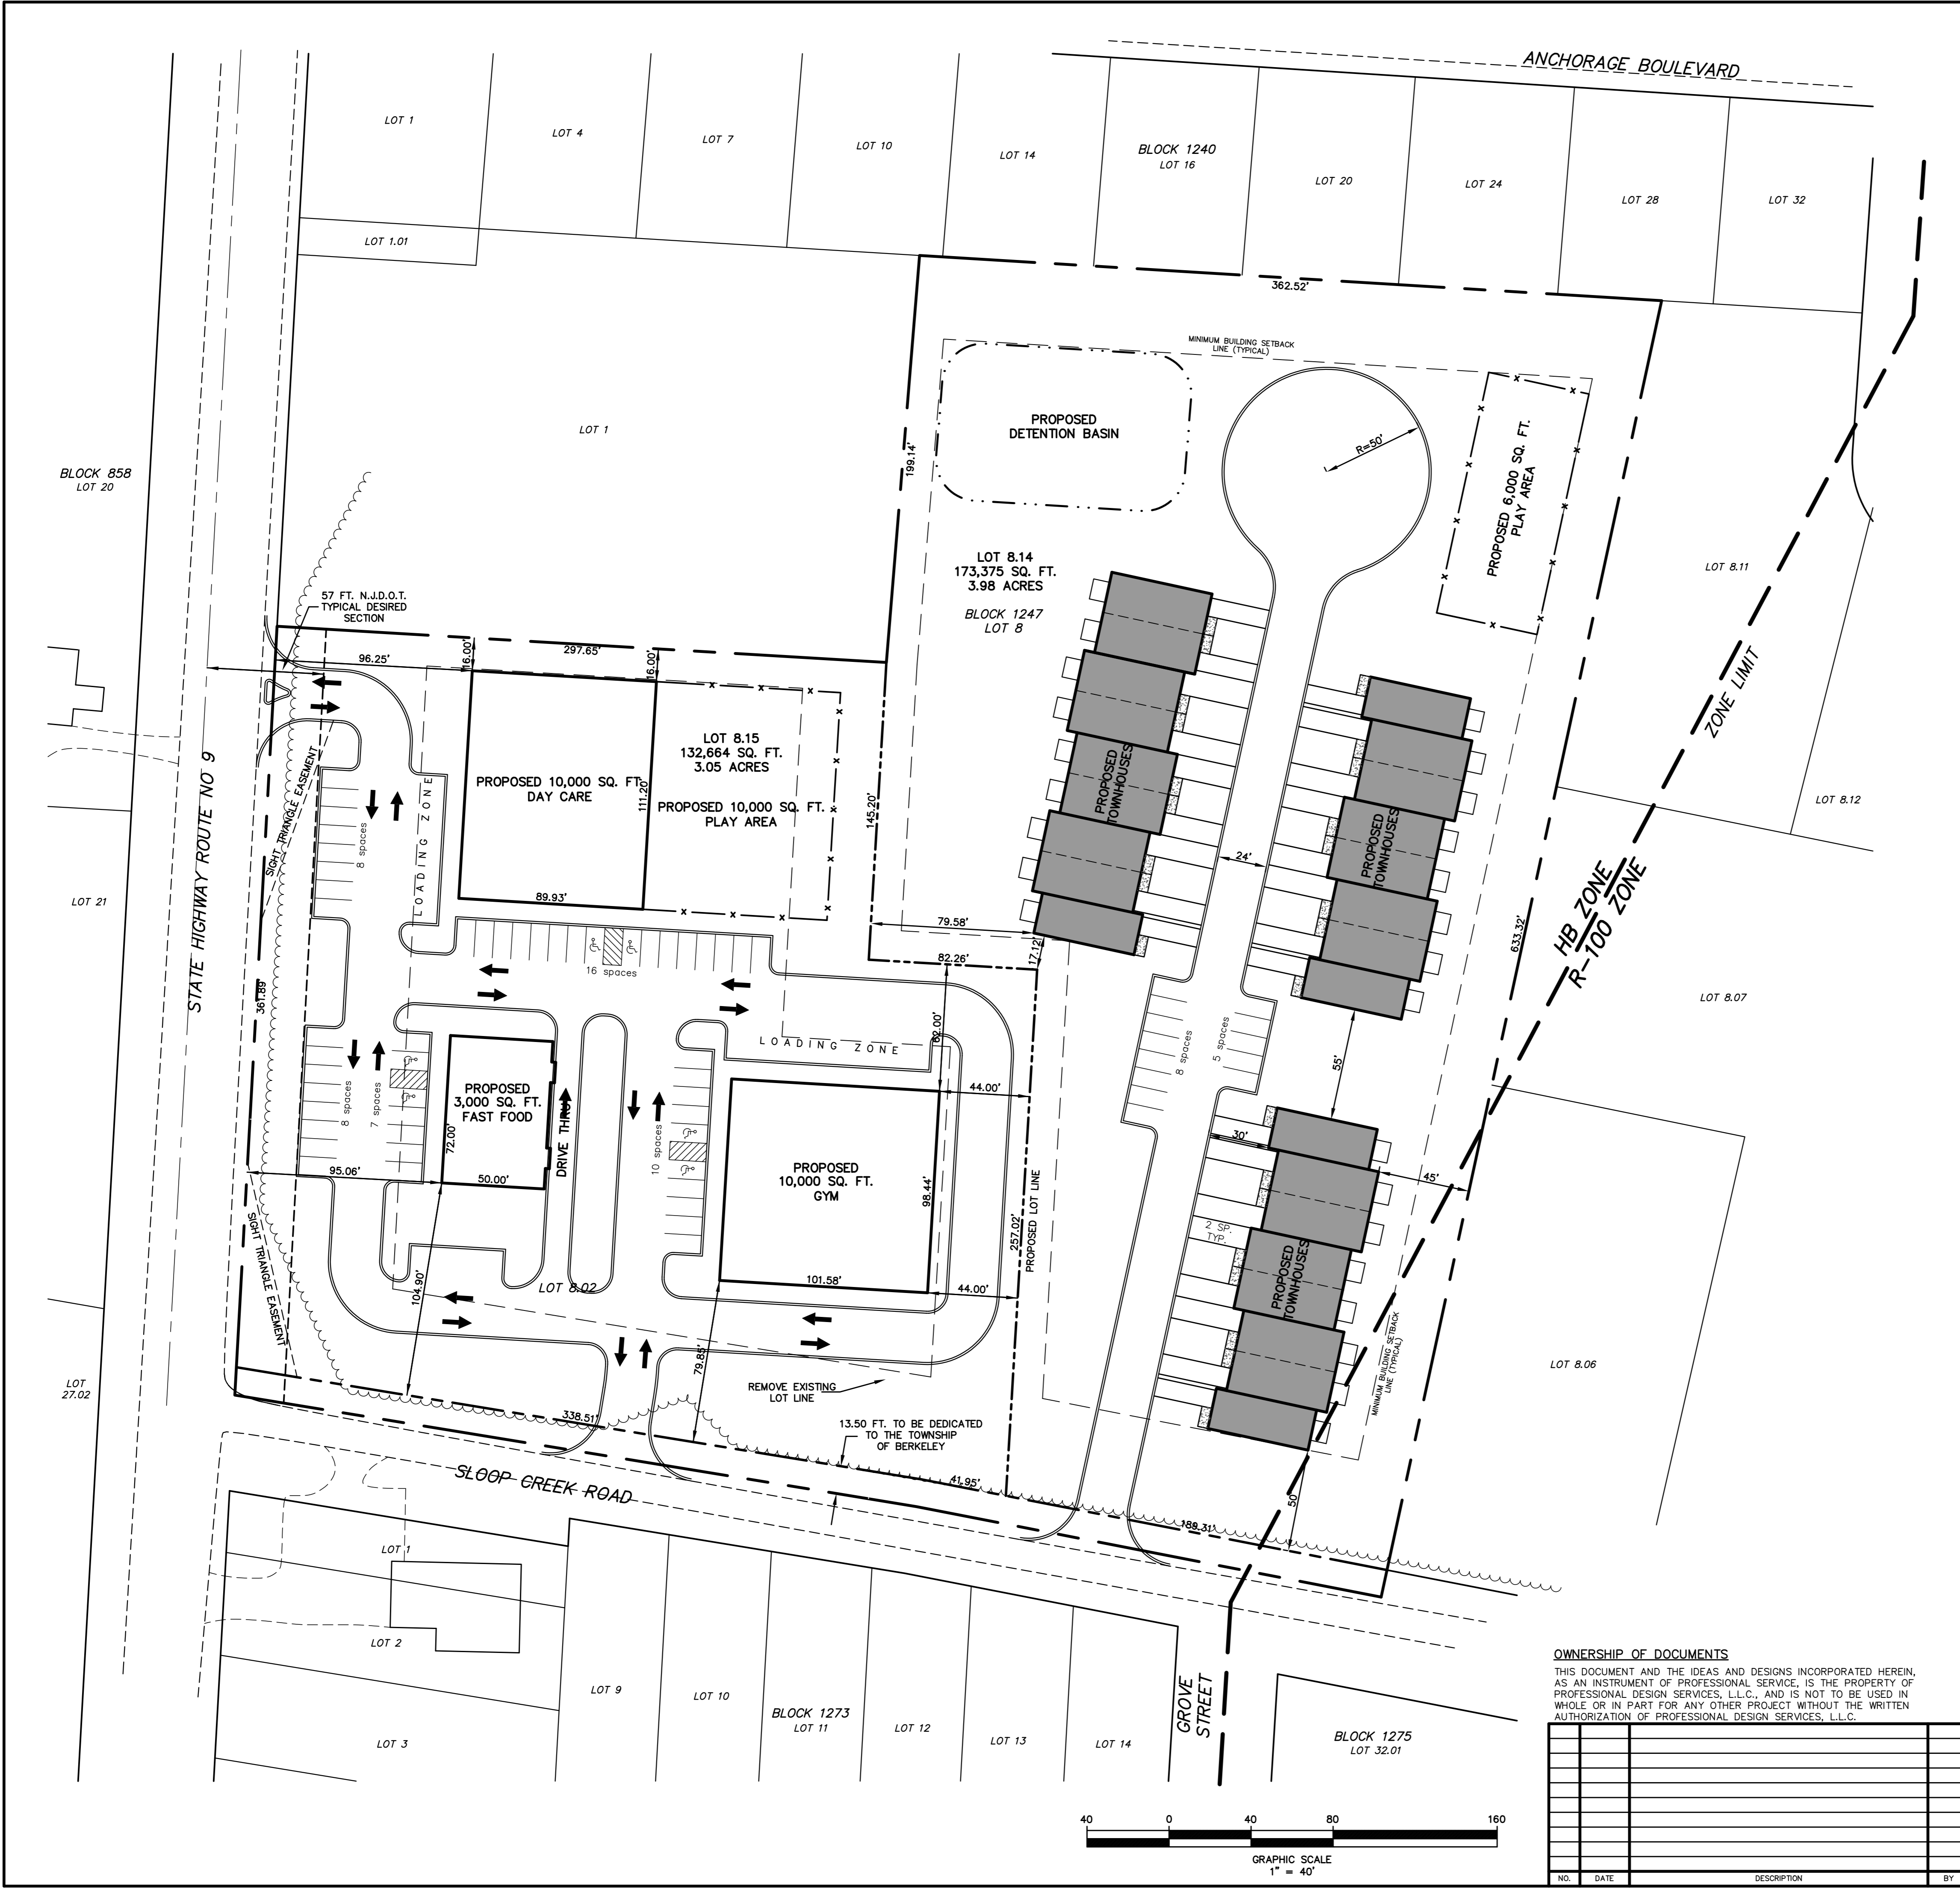 ANCHORAGE BOULEVARD
LOT 1
LOT 4
LOT 7
LOT 10
LOT 14
BLOCK 1240
LOT 16
LOT 20
LOT 24
LOT 28
LOT 32
LOT 1.01
362.52'
MINIMUM BUILDING SETBACK
LINE (TYPICAL)
LOT 1
PROPOSED
DETENTION BASIN
R=50'
199.14'
PROPOSED 6,000 SQ. FT.
PLAY AREA
BLOCK 858
LOT 20
LOT 8.14
173,375 SQ. FT.
3.98 ACRES
BLOCK 1247
LOT 8
LOT 8.11
57 FT. N.J.D.O.T.
TYPICAL DESIRED
SECTION
96.25'
16.00'
297.65'
16.00'
ZONE LIMIT
STATE HIGHWAY ROUTE NO 9
SIGHT TRIANGLE EASEMENT
8 spaces
LOADING ZONE
PROPOSED 10,000 SQ. FT.
DAY CARE
111.20'
LOT 8.15
132,664 SQ. FT.
3.05 ACRES
PROPOSED 10,000 SQ. FT.
PLAY AREA
145.20'
PROPOSED
TOWNHOUSES
PROPOSED
TOWNHOUSES
24'
LOT 8.12
LOT 21
89.93'
79.58'
17.12'
82.26'
16 spaces
633.32'
HB ZONE
R-100 ZONE
LOT 8.07
361.89'
62.00'
LOADING ZONE
8 spaces
7 spaces
PROPOSED
3,000 SQ. FT.
FAST FOOD
72.00'
50.00'
95.06'
DRIVE THRU
10 spaces
44.00'
PROPOSED
10,000 SQ. FT.
GYM
98.44'
101.58'
44.00'
257.02'
PROPOSED LOT LINE
8 spaces
5 spaces
55'
30'
45'
2 SP.
TYP.
PROPOSED
TOWNHOUSES
MINIMUM BUILDING SETBACK
LINE (TYPICAL)
SIGHT TRIANGLE EASEMENT
104.90'
LOT 8.02
79.85'
REMOVE EXISTING
LOT LINE
LOT 8.06
LOT
27.02
338.51'
13.50 FT. TO BE DEDICATED
TO THE TOWNSHIP
OF BERKELEY
41.95'
189.31'
50'
SLOOP CREEK ROAD
LOT 1
LOT 2
LOT 3
LOT 9
LOT 10
BLOCK 1273
LOT 11
LOT 12
LOT 13
LOT 14
GROVE
STREET
BLOCK 1275
LOT 32.01
OWNERSHIP OF DOCUMENTS
THIS DOCUMENT AND THE IDEAS AND DESIGNS INCORPORATED HEREIN,
AS AN INSTRUMENT OF PROFESSIONAL SERVICE, IS THE PROPERTY OF
PROFESSIONAL DESIGN SERVICES, L.L.C., AND IS NOT TO BE USED IN
WHOLE OR IN PART FOR ANY OTHER PROJECT WITHOUT THE WRITTEN
AUTHORIZATION OF PROFESSIONAL DESIGN SERVICES, L.L.C.
40 0 40 80 160
GRAPHIC SCALE
1" = 40'
NO. DATE DESCRIPTION BY